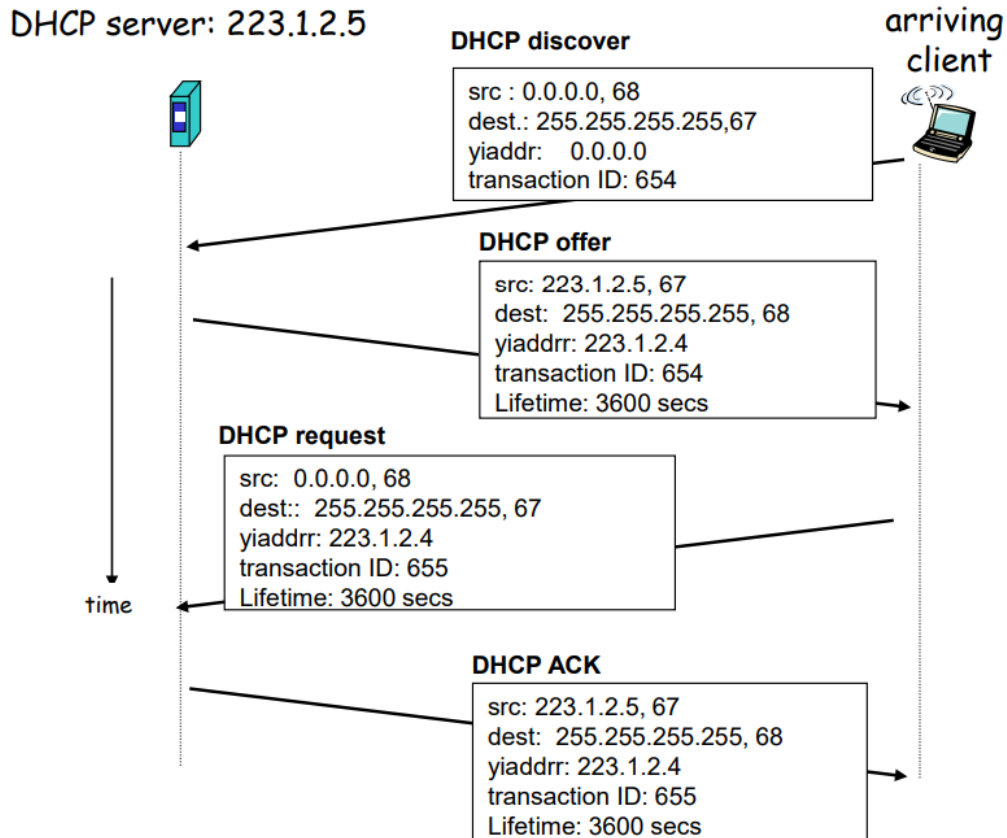 DHCP server: 223.1.2.5
arriving
client
DHCP discover
src : 0.0.0.0, 68
dest.: 255.255.255.255,67
yiaddr: 0.0.0.0
transaction ID: 654
DHCP offer
src: 223.1.2.5, 67
dest: 255.255.255.255, 68
yiaddrr: 223.1.2.4
transaction ID: 654
Lifetime: 3600 secs
DHCP request
src: 0.0.0.0, 68
dest:: 255.255.255.255, 67
yiaddrr: 223.1.2.4
transaction ID: 655
Lifetime: 3600 secs
time
DHCP ACK
src: 223.1.2.5, 67
dest: 255.255.255.255, 68
yiaddrr: 223.1.2.4
transaction ID: 655
Lifetime: 3600 secs